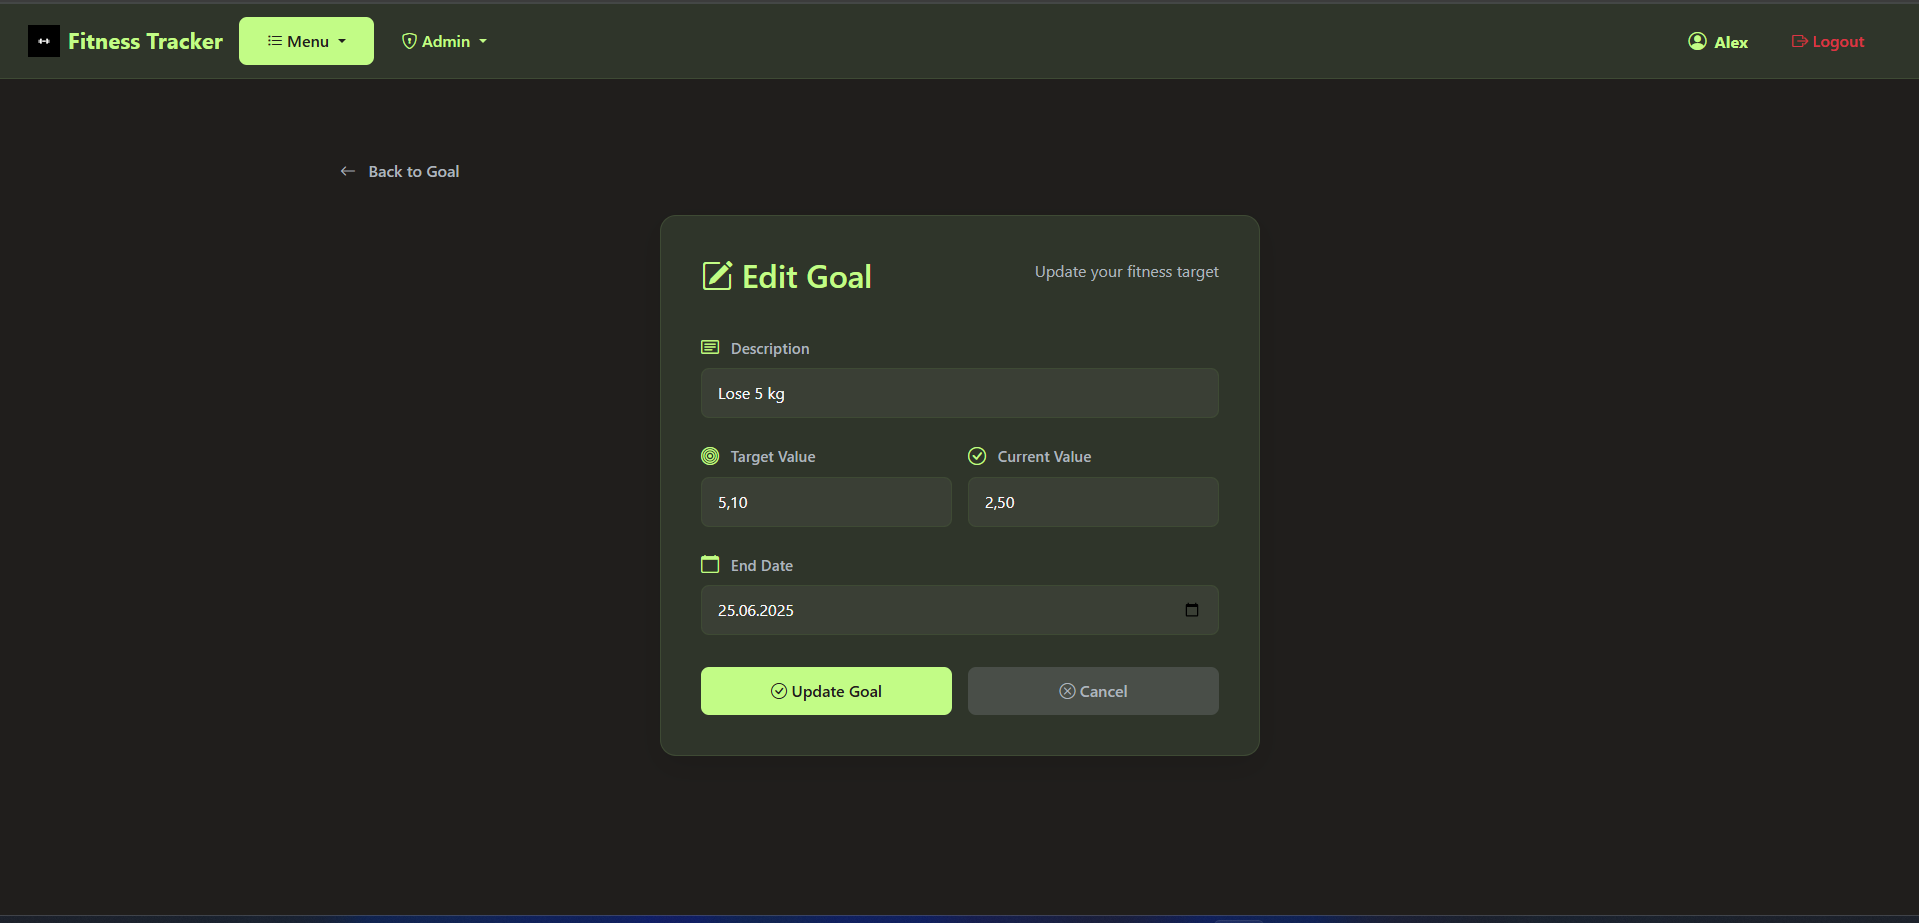 Fitness Tracker Menu Admin Alex Logout
Back to Goal
Edit Goal Update your fitness target
Description
Lose 5 kg
Target Value Current Value
5,10 2,50
End Date
25.06.2025
Update Goal Cancel